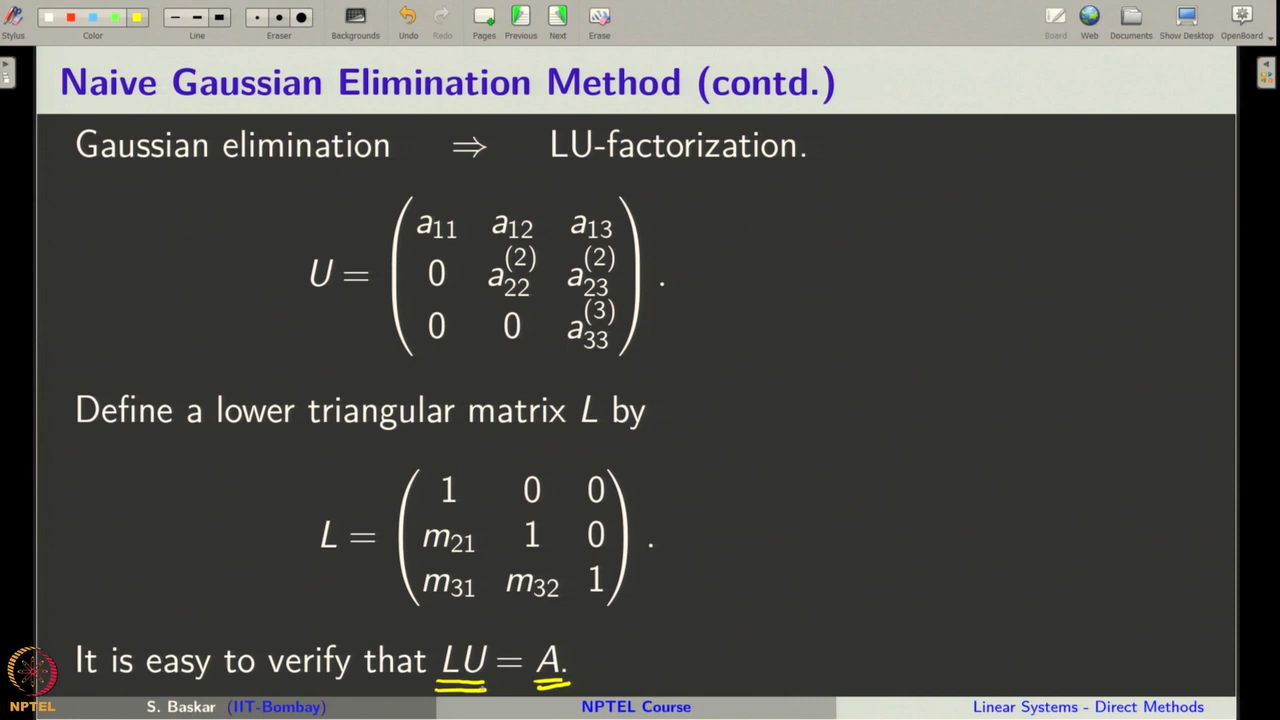 Stylus Color Line Eraser Backgrounds Undo Redo Pages Previous Next Erase Board Web Documents Show Desktop OpenBoard
Naive Gaussian Elimination Method (contd.)
Gaussian elimination ⇒ LU-factorization.
U = ( a₁₁ a₁₂ a₁₃
0 a₂₂⁽²⁾ a₂₃⁽²⁾
0 0 a₃₃⁽³⁾ ) .
Define a lower triangular matrix L by
L = ( 1 0 0
m₂₁ 1 0
m₃₁ m₃₂ 1 ) .
It is easy to verify that LU = A.
NPTEL
S. Baskar (IIT-Bombay) NPTEL Course Linear Systems - Direct Methods